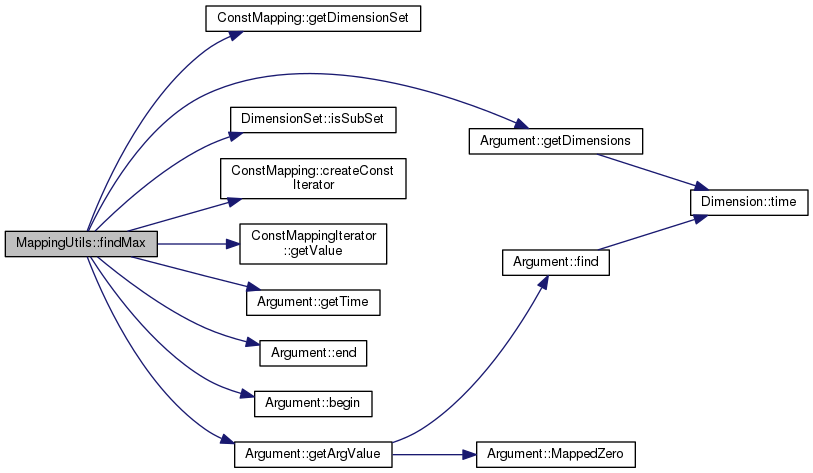 ConstMapping::getDimensionSet
DimensionSet::isSubSet
Argument::getDimensions
ConstMapping::createConst
Iterator
Dimension::time
MappingUtils::findMax
ConstMappingIterator
::getValue
Argument::find
Argument::getTime
Argument::end
Argument::begin
Argument::getArgValue
Argument::MappedZero